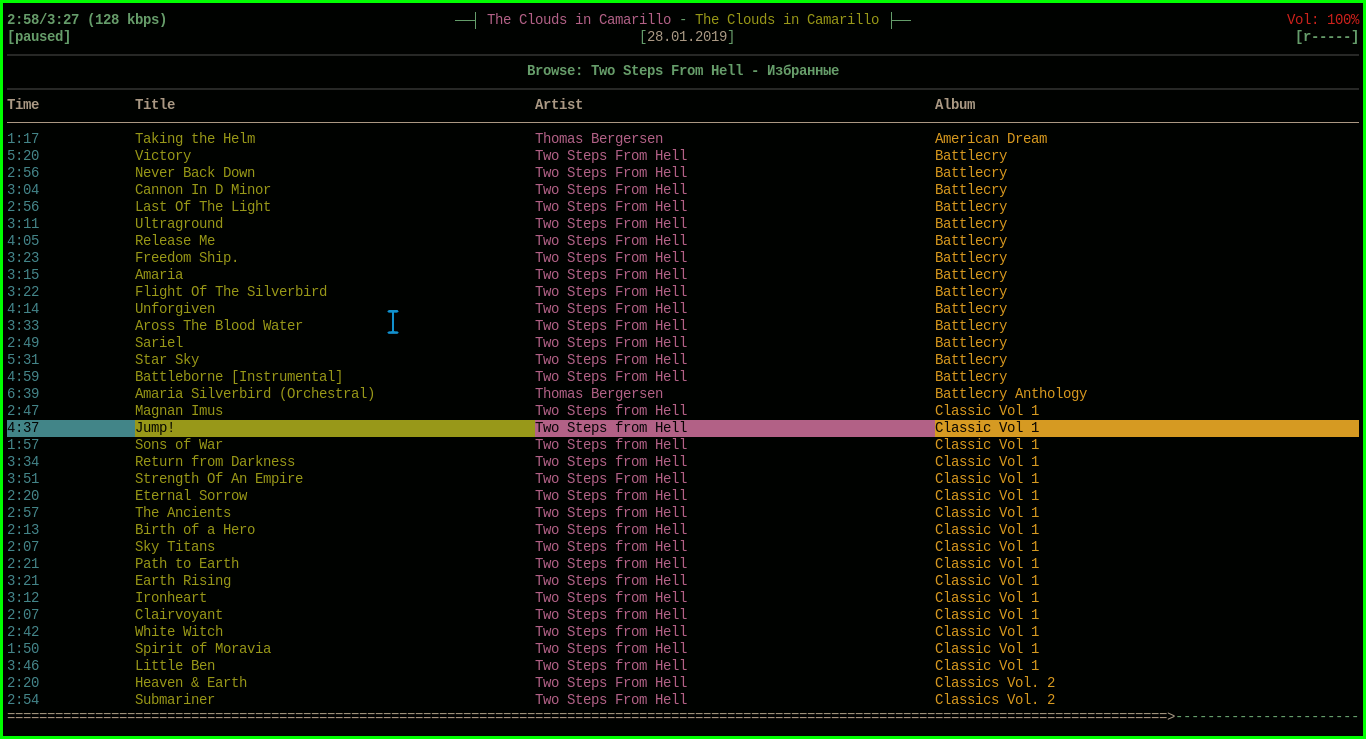 2:58/3:27 (128 kbps) ──┤ The Clouds in Camarillo - The Clouds in Camarillo ├── Vol: 100%
[paused] [28.01.2019] [r-----]
Browse: Two Steps From Hell - Избранные
Time Title Artist Album
1:17 Taking the Helm Thomas Bergersen American Dream
5:20 Victory Two Steps From Hell Battlecry
2:56 Never Back Down Two Steps From Hell Battlecry
3:04 Cannon In D Minor Two Steps From Hell Battlecry
2:56 Last Of The Light Two Steps From Hell Battlecry
3:11 Ultraground Two Steps From Hell Battlecry
4:05 Release Me Two Steps From Hell Battlecry
3:23 Freedom Ship. Two Steps From Hell Battlecry
3:15 Amaria Two Steps From Hell Battlecry
3:22 Flight Of The Silverbird Two Steps From Hell Battlecry
4:14 Unforgiven Two Steps From Hell Battlecry
3:33 Aross The Blood Water Two Steps From Hell Battlecry
2:49 Sariel Two Steps From Hell Battlecry
5:31 Star Sky Two Steps From Hell Battlecry
4:59 Battleborne [Instrumental] Two Steps From Hell Battlecry
6:39 Amaria Silverbird (Orchestral) Thomas Bergersen Battlecry Anthology
2:47 Magnan Imus Two Steps from Hell Classic Vol 1
4:37 Jump! Two Steps from Hell Classic Vol 1
1:57 Sons of War Two Steps from Hell Classic Vol 1
3:34 Return from Darkness Two Steps from Hell Classic Vol 1
3:51 Strength Of An Empire Two Steps From Hell Classic Vol 1
2:20 Eternal Sorrow Two Steps from Hell Classic Vol 1
2:57 The Ancients Two Steps from Hell Classic Vol 1
2:13 Birth of a Hero Two Steps from Hell Classic Vol 1
2:07 Sky Titans Two Steps from Hell Classic Vol 1
2:21 Path to Earth Two Steps from Hell Classic Vol 1
3:21 Earth Rising Two Steps from Hell Classic Vol 1
3:12 Ironheart Two Steps from Hell Classic Vol 1
2:07 Clairvoyant Two Steps from Hell Classic Vol 1
2:42 White Witch Two Steps from Hell Classic Vol 1
1:50 Spirit of Moravia Two Steps from Hell Classic Vol 1
3:46 Little Ben Two Steps from Hell Classic Vol 1
2:20 Heaven & Earth Two Steps From Hell Classics Vol. 2
2:54 Submariner Two Steps From Hell Classics Vol. 2